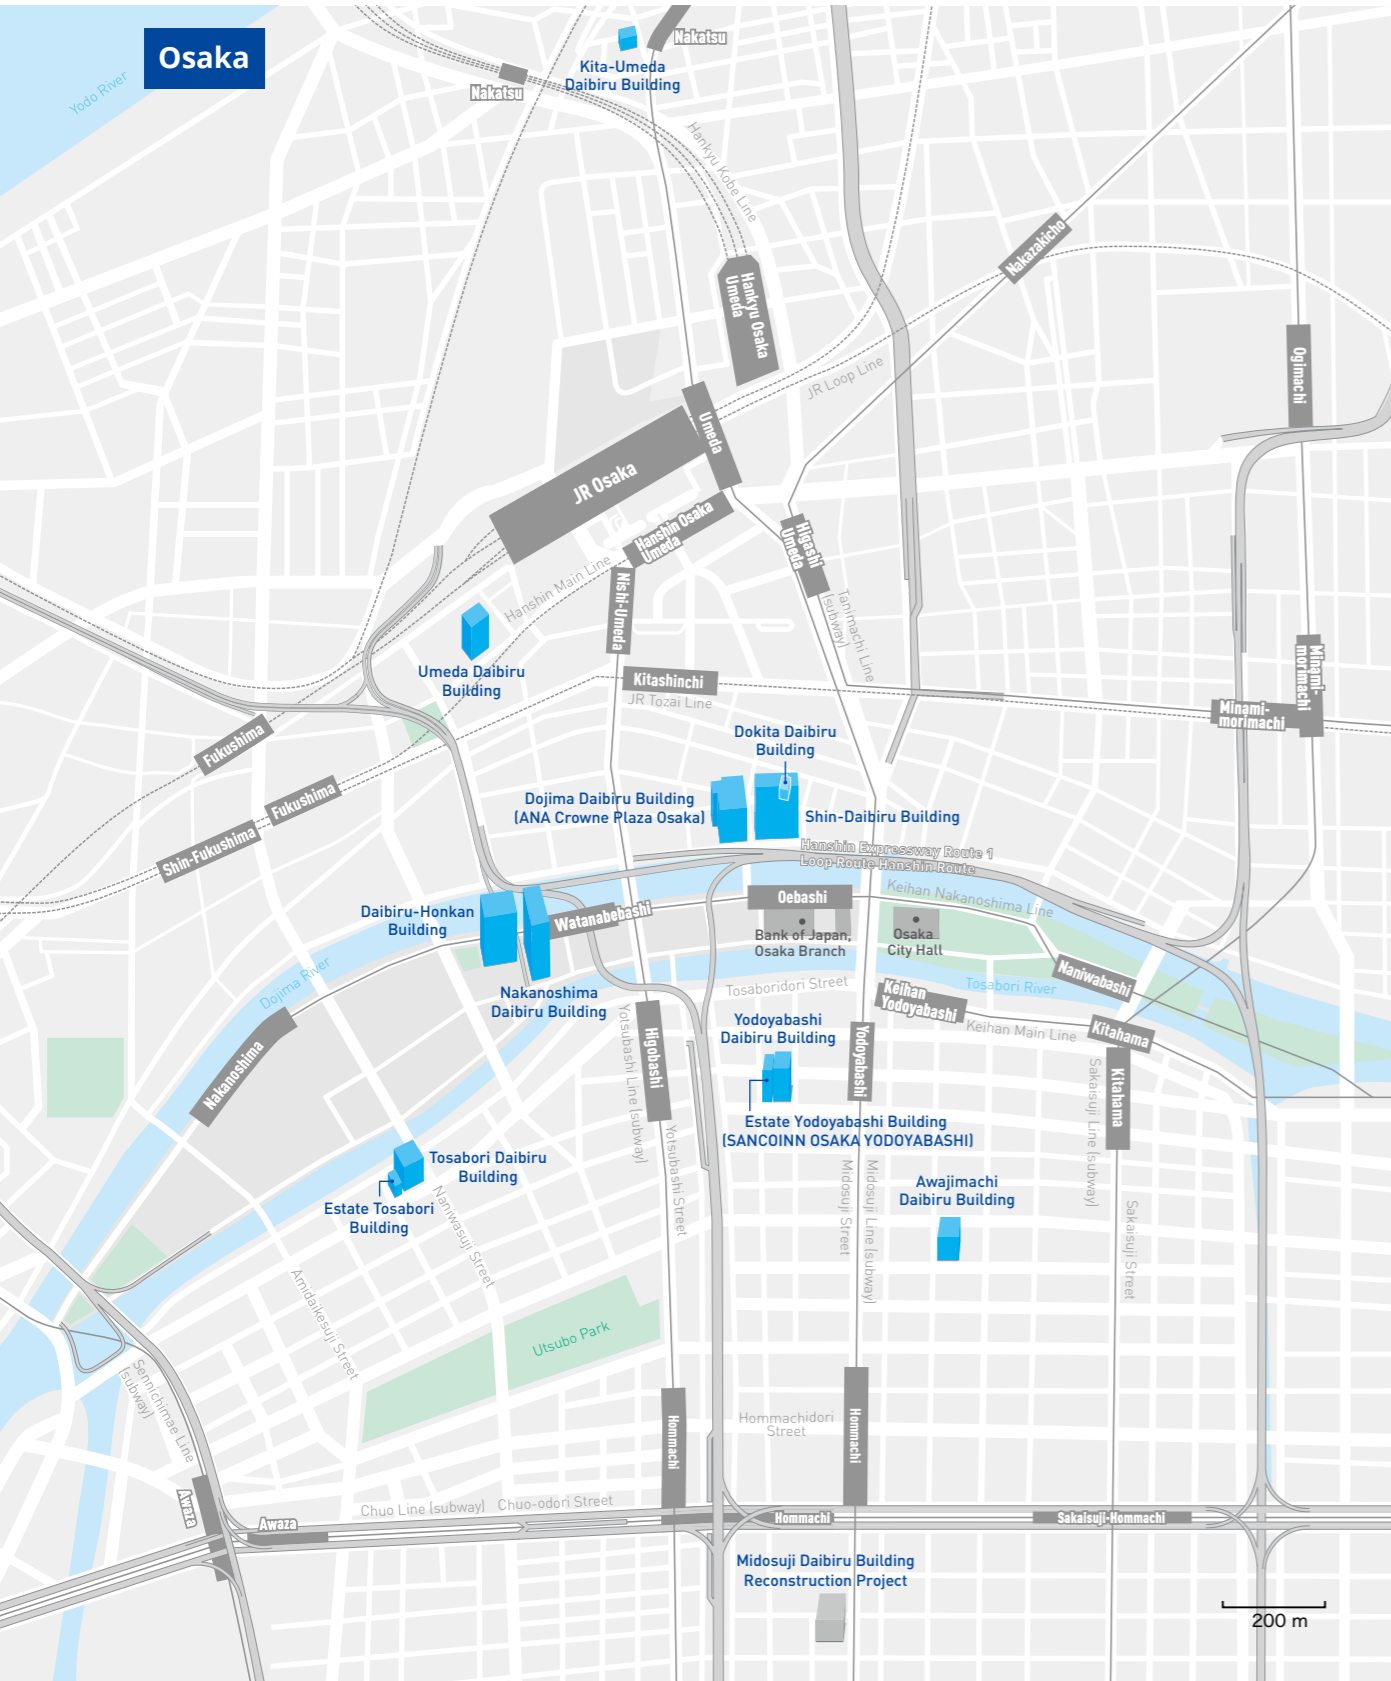 Osaka
Yodo River
Nakatsu
Kita-Umeda
Daibiru Building
Nakatsu
Hankyu Kobe Line
Nakazakicho
Hankyu Osaka
Umeda
JR Loop Line
Ogimachi
Umeda
JR Osaka
Hanshin Osaka
Umeda
Higashi
Umeda
Hanshin Main Line
Nishi-Umeda
Tanimachi Line
(subway)
Umeda Daibiru
Building
Kitashinchi
JR Tozai Line
Minami-
morimachi
Minami-
morimachi
Fukushima
Fukushima
Shin-Fukushima
Dokita Daibiru
Building
Dojima Daibiru Building
(ANA Crowne Plaza Osaka)
Shin-Daibiru Building
Hanshin Expressway Route 1
Loop Route Hanshin Route
Keihan Nakanoshima Line
Oebashi
Daibiru-Honkan
Building
Watanabebashi
Bank of Japan,
Osaka Branch
Osaka
City Hall
Dojima River
Nakanoshima
Daibiru Building
Tosaboridori Street
Tosabori River
Naniwabashi
Keihan
Yodoyabashi
Keihan Main Line
Kitahama
Yodoyabashi
Daibiru Building
Nakanoshima
Yotsubashi Line (subway)
Higobashi
Yodoyabashi
Kitahama
Sakaisuji Line (subway)
Estate Yodoyabashi Building
(SANCOINN OSAKA YODOYABASHI)
Tosabori Daibiru
Building
Estate Tosabori
Building
Yotsubashi Street
Midosuji Street
Midosuji Line (subway)
Awajimachi
Daibiru Building
Sakaisuji Street
Naniwasuji Street
Amidaikesuji Street
Utsubo Park
Sennichimae Line
(subway)
Hommachi
Hommachidori
Street
Hommachi
Awaza
Awaza
Chuo Line (subway)
Chuo-odori Street
Hommachi
Sakaisuji-Hommachi
Midosuji Daibiru Building
Reconstruction Project
200 m